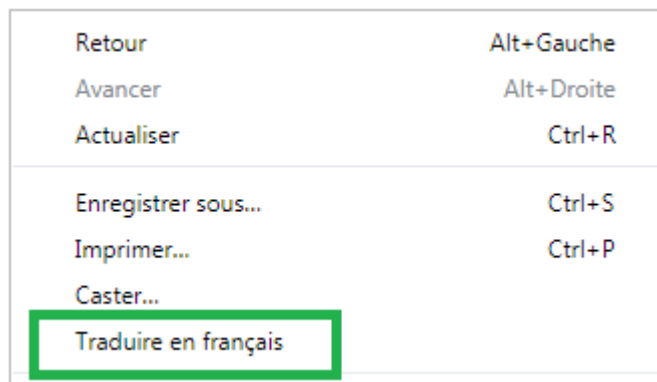 Retour Alt+Gauche
Avancer Alt+Droite
Actualiser Ctrl+R
Enregistrer sous... Ctrl+S
Imprimer... Ctrl+P
Caster...
Traduire en français